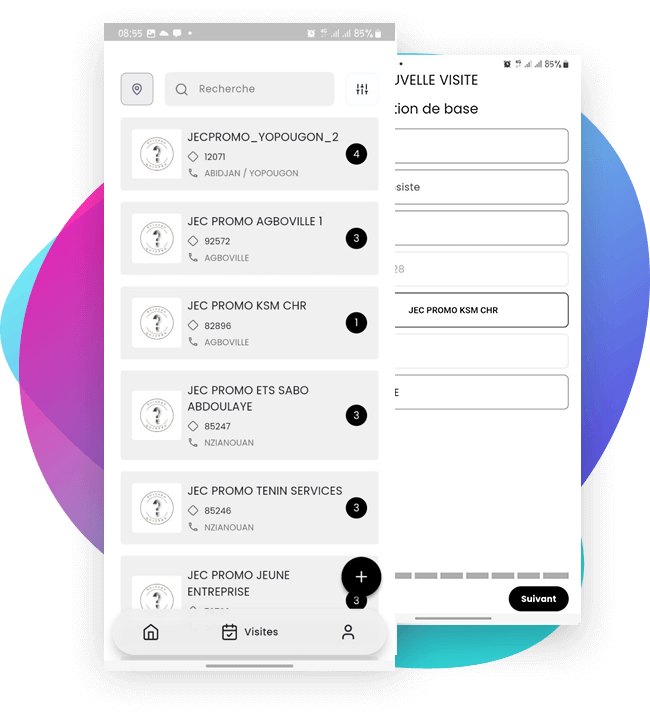 08:55
85%
Recherche
JECPROMO_YOPOUGON_2
12071
ABIDJAN / YOPOUGON
4
JEC PROMO AGBOVILLE 1
92572
AGBOVILLE
3
JEC PROMO KSM CHR
82896
AGBOVILLE
1
JEC PROMO ETS SABO
ABDOULAYE
85247
NZIANOUAN
3
JEC PROMO TENIN SERVICES
85246
NZIANOUAN
3
JEC PROMO JEUNE
ENTREPRISE
3
+
Visites
85%
UVELLE VISITE
tion de base
siste
28
JEC PROMO KSM CHR
E
Suivant